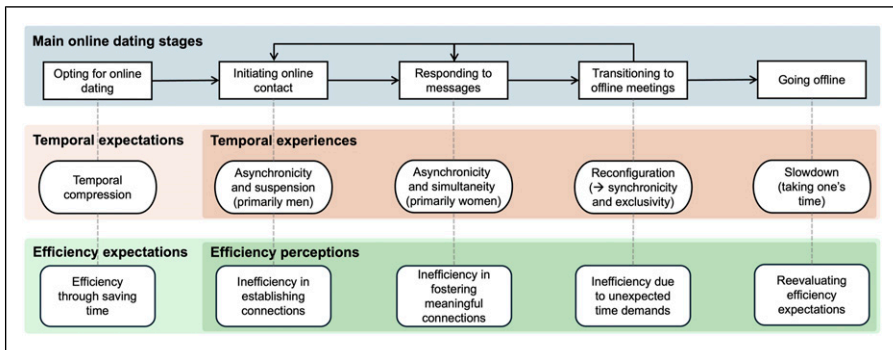 Main online dating stages
Opting for online
dating
Initiating online
contact
Responding to
messages
Transitioning to
offline meetings
Going offline
Temporal expectations
Temporal experiences
Temporal
compression
Asynchronicity
and suspension
(primarily men)
Asynchronicity
and simultaneity
(primarily women)
Reconfiguration
(→ synchronicity
and exclusivity)
Slowdown
(taking one's
time)
Efficiency expectations
Efficiency perceptions
Efficiency
through saving
time
Inefficiency in
establishing
connections
Inefficiency in
fostering
meaningful
connections
Inefficiency due
to unexpected
time demands
Reevaluating
efficiency
expectations